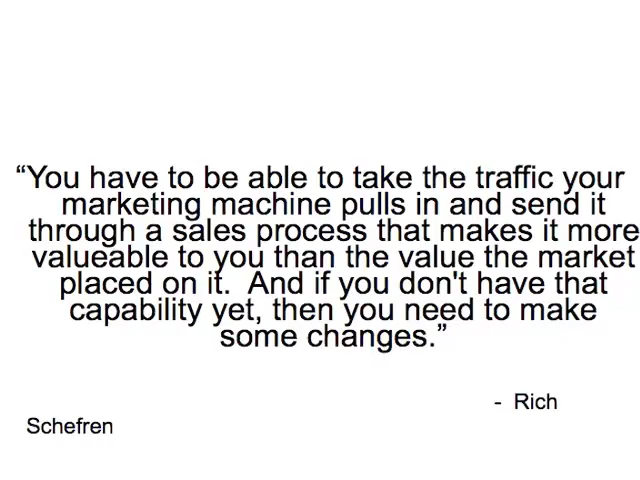 “You have to be able to take the traffic your
marketing machine pulls in and send it
through a sales process that makes it more
valueable to you than the value the market
placed on it.  And if you don't have that
capability yet, then you need to make
some changes.”
-  Rich
Schefren